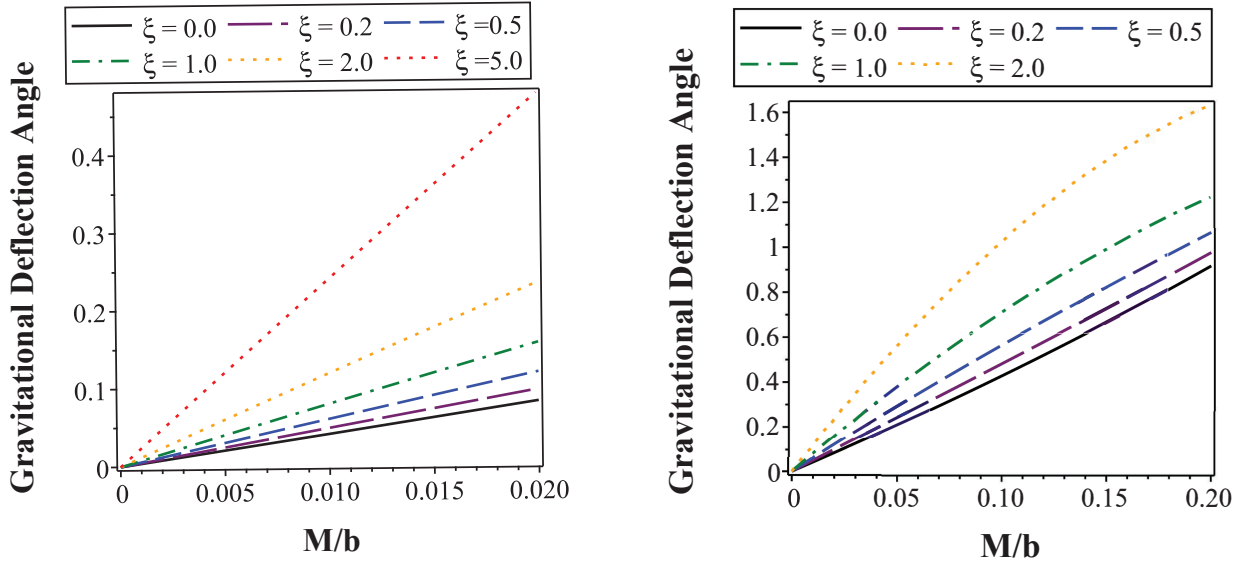 ξ = 0.0 ξ = 0.2 ξ =0.5
ξ = 1.0 ξ = 2.0 ξ =5.0
Gravitational Deflection Angle
0.4
0.3
0.2
0.1
0
0 0.005 0.010 0.015 0.020
M/b
ξ = 0.0 ξ = 0.2 ξ = 0.5
ξ = 1.0 ξ = 2.0
Gravitational Deflection Angle
1.6
1.4
1.2
1
0.8
0.6
0.4
0.2
0
0 0.05 0.10 0.15 0.20
M/b